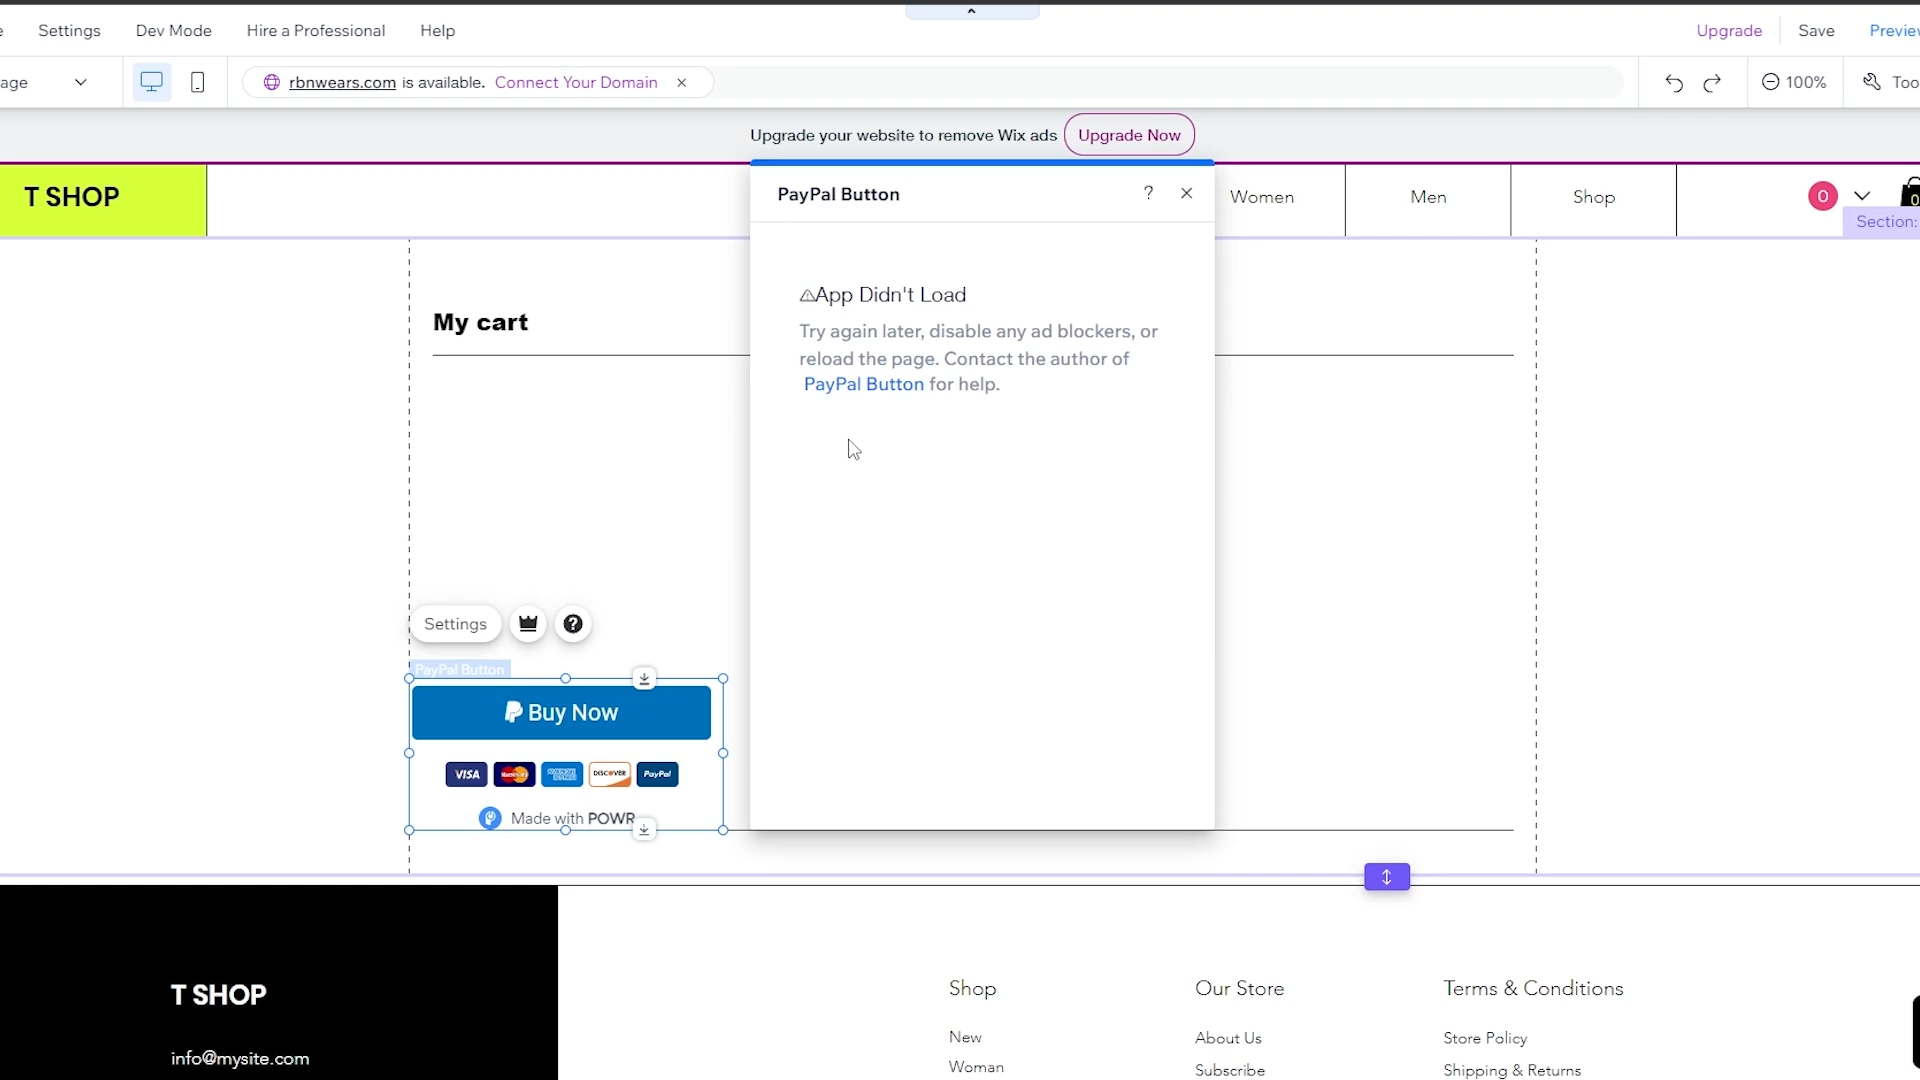 Settings
Dev Mode
Hire a Professional
Help
Upgrade
Save
rbnwears.com is available. Connect Your Domain
100%
Upgrade your website to remove Wix ads
Upgrade Now
T SHOP
PayPal Button
?
Women
Men
Shop
0
0
Section:
App Didn't Load
Try again later, disable any ad blockers, or
reload the page. Contact the author of
PayPal Button for help.
My cart
Settings
?
PayPal Button
Buy Now
VISA
MasterCard
AMERICAN EXPRESS
DISCOVER
PayPal
Made with POWR
T SHOP
info@mysite.com
Shop
New
Woman
Our Store
About Us
Subscribe
Terms & Conditions
Store Policy
Shipping & Returns